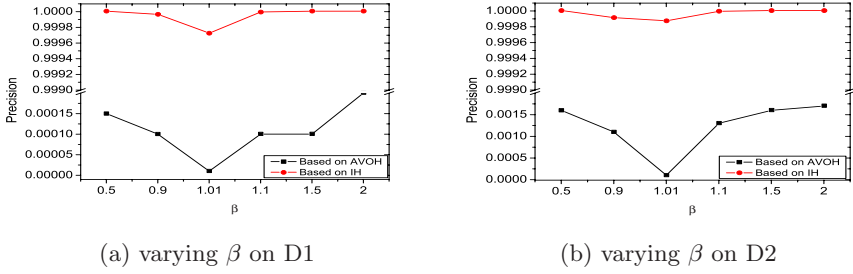 1.0000
0.9998
0.9996
0.9994
0.9992
0.9990
0.00015
0.00010
0.00005
0.00000
Precision
Based on AVOH
Based on IH
0.5 0.9 1.01 1.1 1.5 2
β
(a) varying β on D1
1.0000
0.9998
0.9996
0.9994
0.9992
0.9990
0.0015
0.0010
0.0005
0.0000
Precision
Based on AVOH
Based on IH
0.5 0.9 1.01 1.1 1.5 2
β
(b) varying β on D2